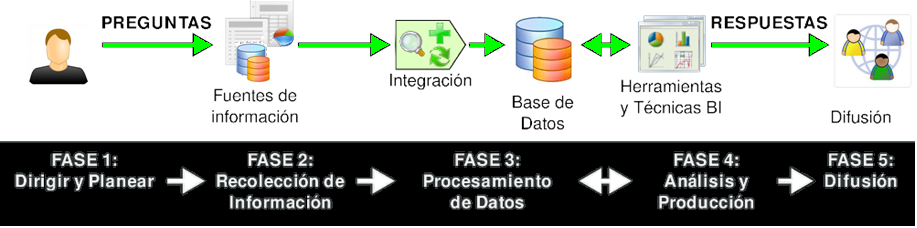 PREGUNTAS
RESPUESTAS
Fuentes de
información
Integración
Base de
Datos
Herramientas
y Técnicas BI
Difusión
FASE 1:
Dirigir y Planear
FASE 2:
Recolección de
Información
FASE 3:
Procesamiento
de Datos
FASE 4:
Análisis y
Producción
FASE 5:
Difusión